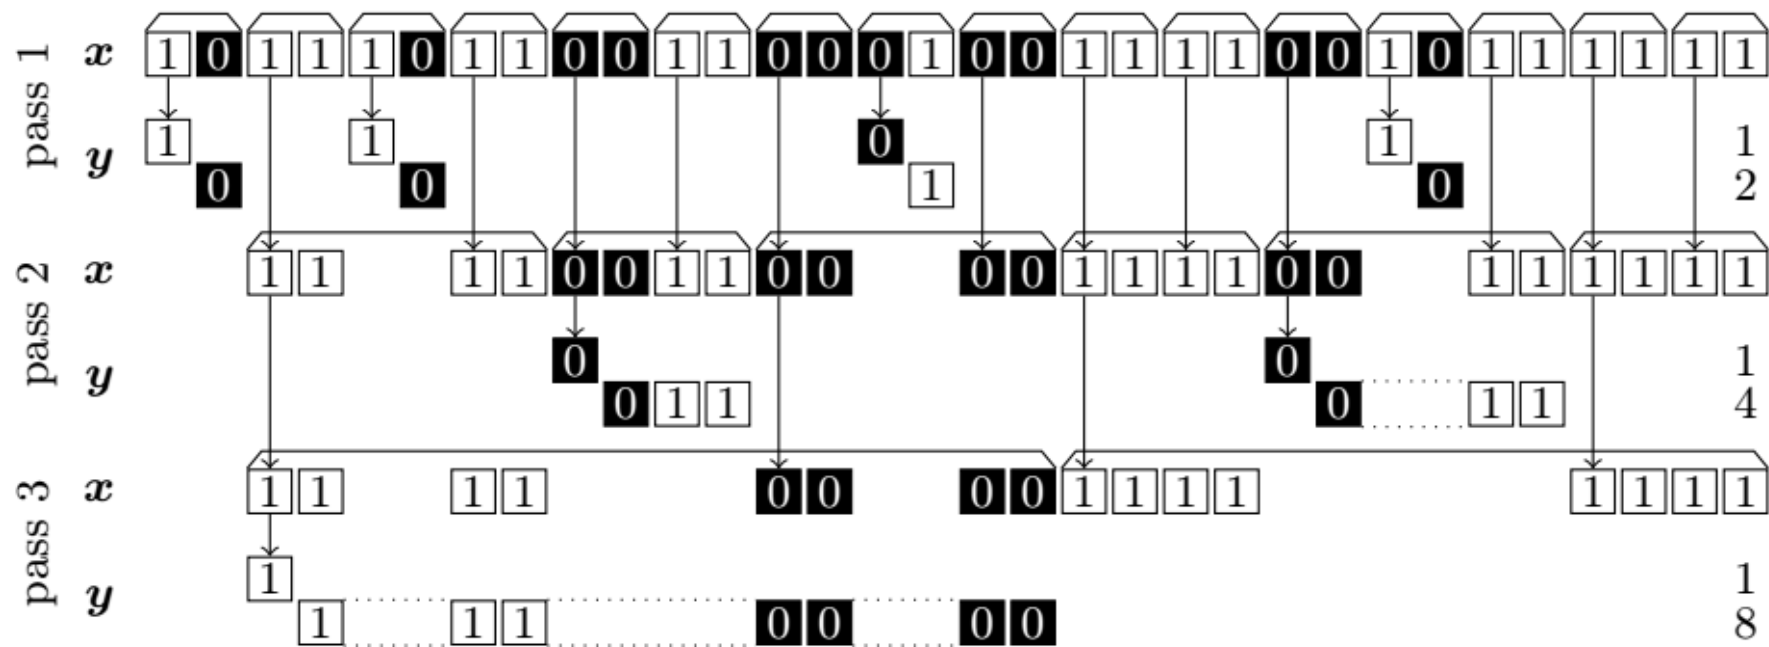 pass 1
x 1 0 1 1 1 0 1 1 0 0 1 1 0 0 0 1 0 0 1 1 1 1 0 0 1 0 1 1 1 1 1 1
y 1 1 0 1 1
0 0 1 0 2
pass 2
x 1 1 1 1 0 0 1 1 0 0 0 0 1 1 1 1 0 0 1 1 1 1 1 1
y 0 0 1
0 1 1 0 1 1 4
pass 3
x 1 1 1 1 0 0 0 0 1 1 1 1 1 1 1 1
y 1 1
1 1 1 0 0 0 0 8